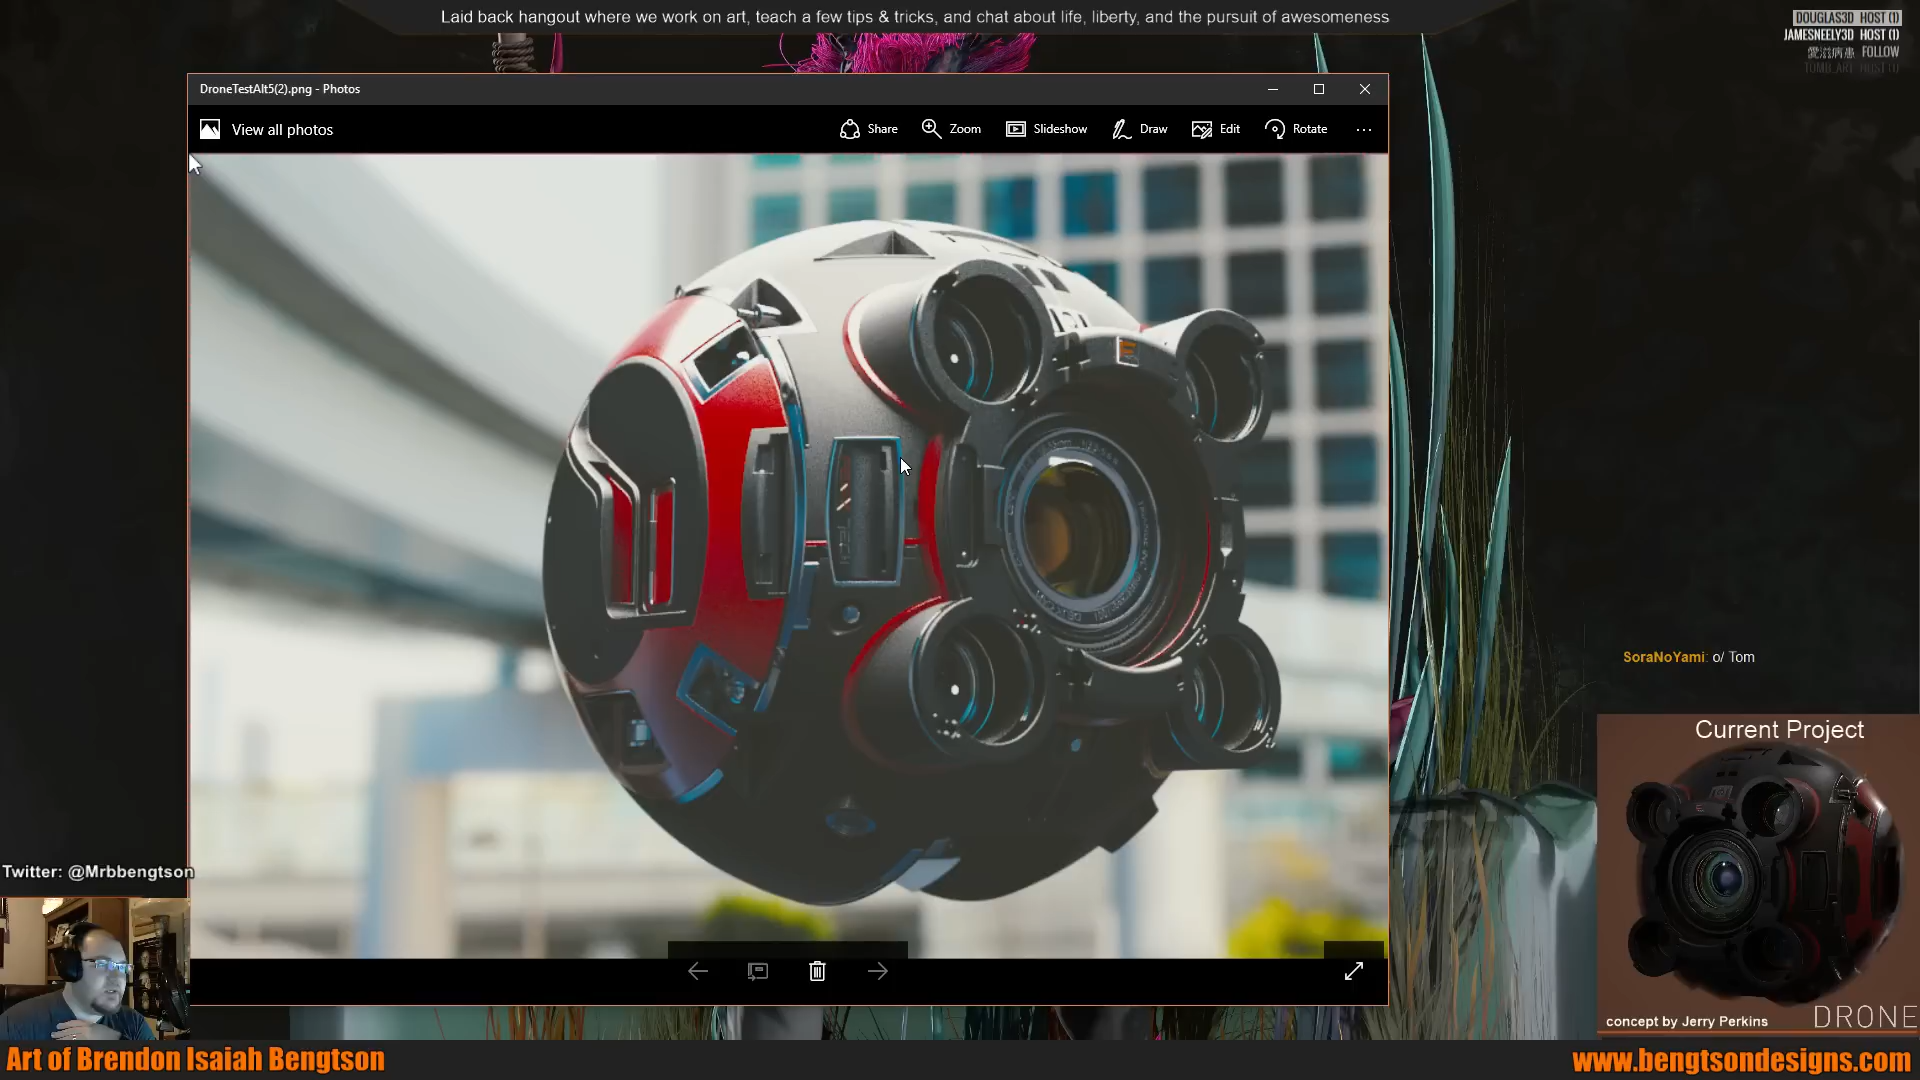 Laid back hangout where we work on art, teach a few tips & tricks, and chat about life, liberty, and the pursuit of awesomeness
DOUGLAS3D HOST (1)
JAMESNEELY3D HOST (1)
FOLLOW
DroneTestAlt5(2).png - Photos
View all photos
Share
Zoom
Slideshow
Draw
Edit
Rotate
E
SoraNoYami: o/ Tom
Current Project
Twitter: @Mrbbengtson
concept by Jerry Perkins
DRONE
Art of Brendon Isaiah Bengtson
www.bengtsondesigns.com